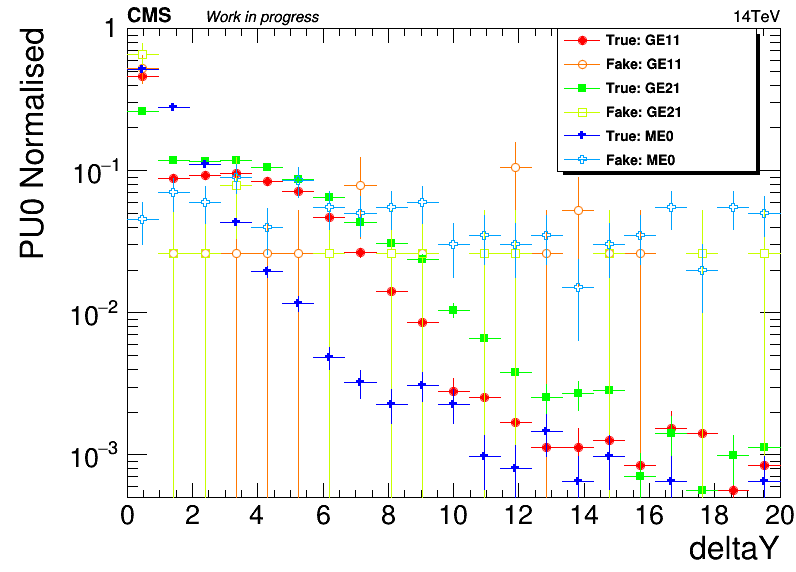 CMS Work in progress 14TeV
PU0 Normalised
1
10⁻¹
10⁻²
10⁻³
True: GE11
Fake: GE11
True: GE21
Fake: GE21
True: ME0
Fake: ME0
0 2 4 6 8 10 12 14 16 18 20
deltaY